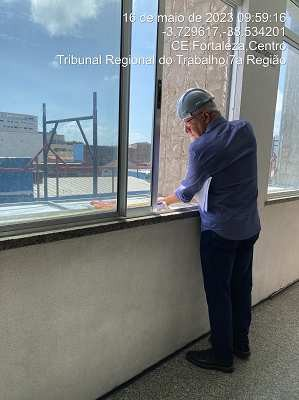 16 de maio de 2023 09:59:16
-3.729617,-38.534201
CE Fortaleza,Centro
Tribunal Regional do Trabalho 7a Região